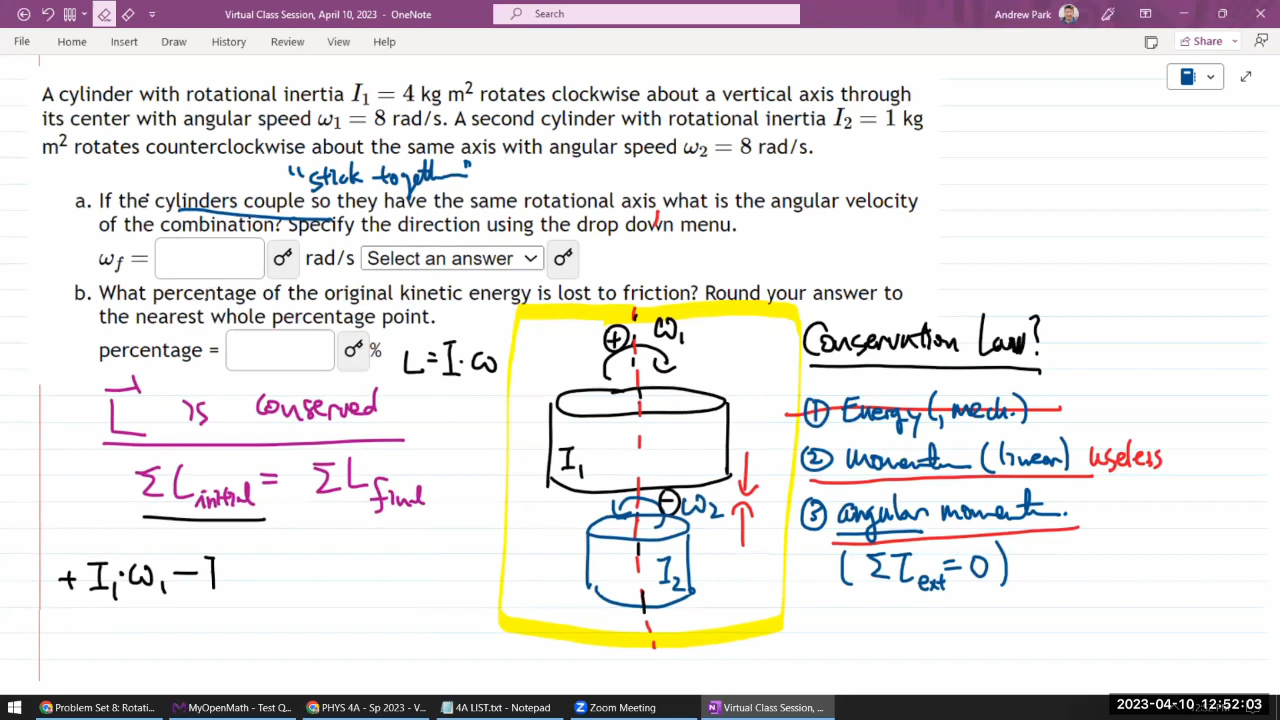 Virtual Class Session, April 10, 2023 - OneNote
Search
Andrew Park
File Home Insert Draw History Review View Help
Share
A cylinder with rotational inertia I₁ = 4 kg m² rotates clockwise about a vertical axis through
its center with angular speed ω₁ = 8 rad/s. A second cylinder with rotational inertia I₂ = 1 kg
m² rotates counterclockwise about the same axis with angular speed ω₂ = 8 rad/s.
"stick together"
a. If the cylinders couple so they have the same rotational axis what is the angular velocity
of the combination? Specify the direction using the drop down menu.
ω_f = rad/s Select an answer
b. What percentage of the original kinetic energy is lost to friction? Round your answer to
the nearest whole percentage point.
percentage = %
L = I · ω
L is conserved
ΣL initial = ΣL final
+ I₁·ω₁ − I
+ ω₁
I₁
− ω₂
I₂
Conservation Law?
① Energy (, mech.)
② momentum (linear) useless
③ angular momentum.
(Στ ext = 0)
Problem Set 8: Rotati...
MyOpenMath - Test Q...
PHYS 4A - Sp 2023 - V...
4A LIST.txt - Notepad
Zoom Meeting
Virtual Class Session, ...
2023-04-10 12:52:03